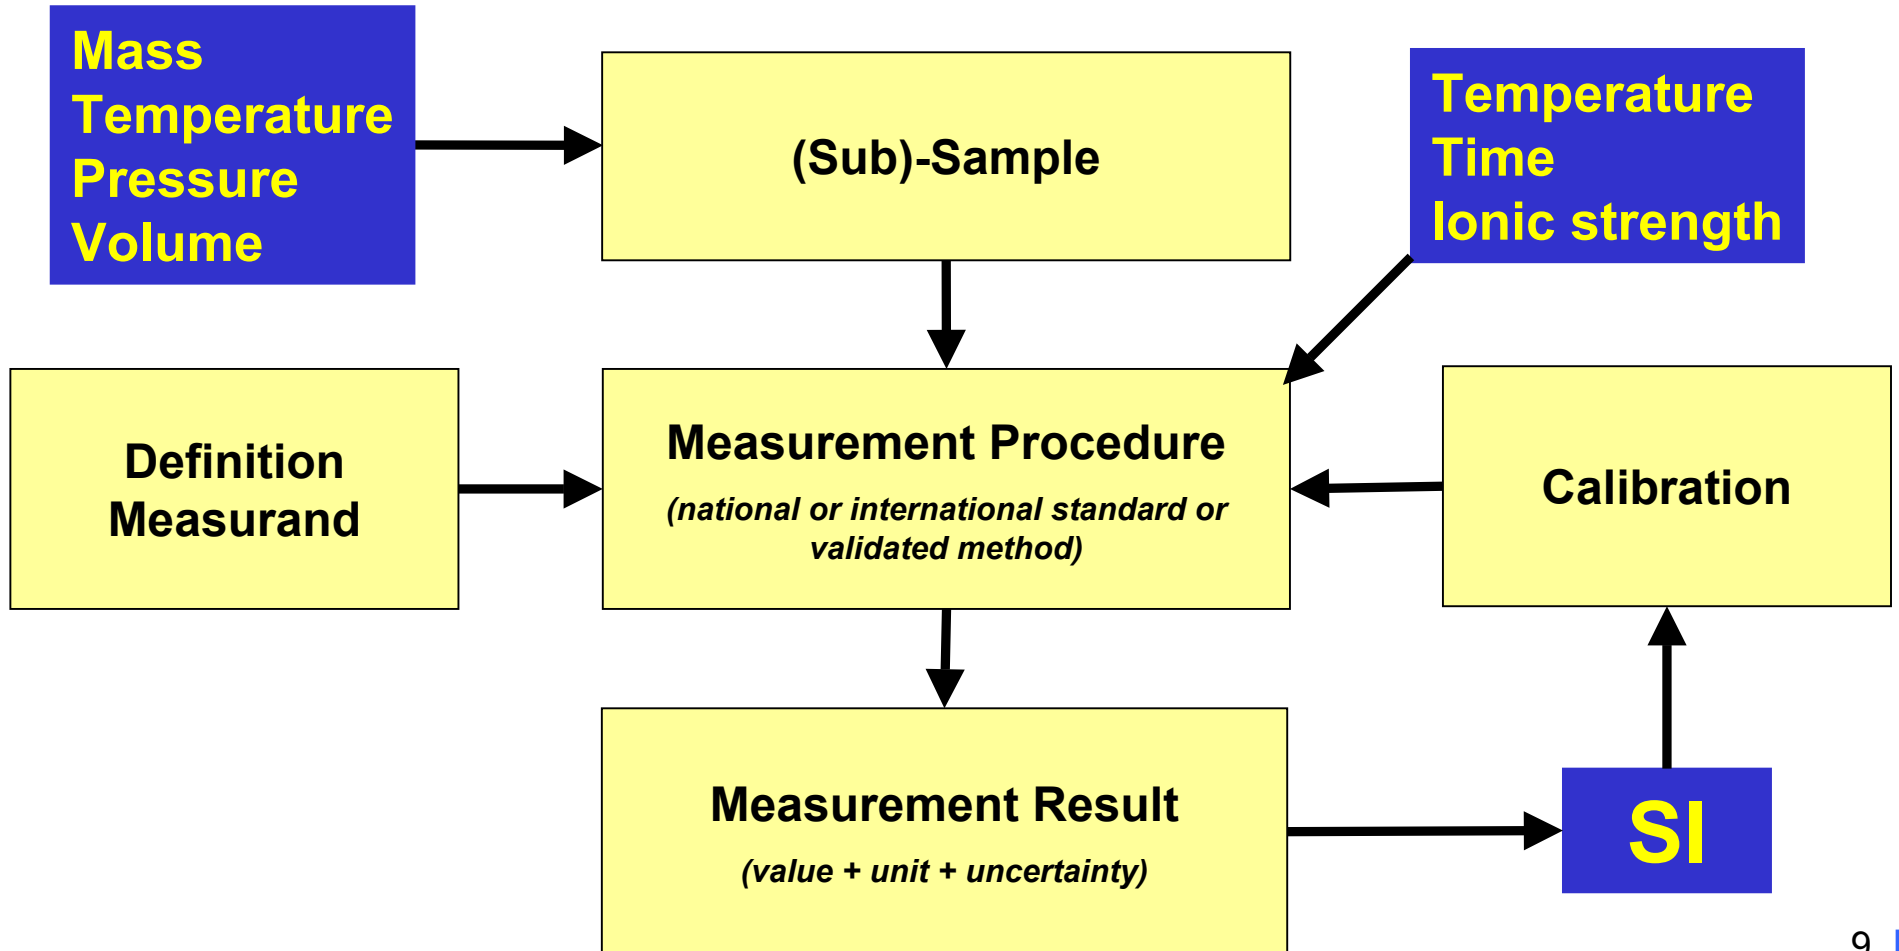 Mass
Temperature
Pressure
Volume
(Sub)-Sample
Temperature
Time
Ionic strength
Definition
Measurand
Measurement Procedure
(national or international standard or
validated method)
Calibration
Measurement Result
(value + unit + uncertainty)
SI
9